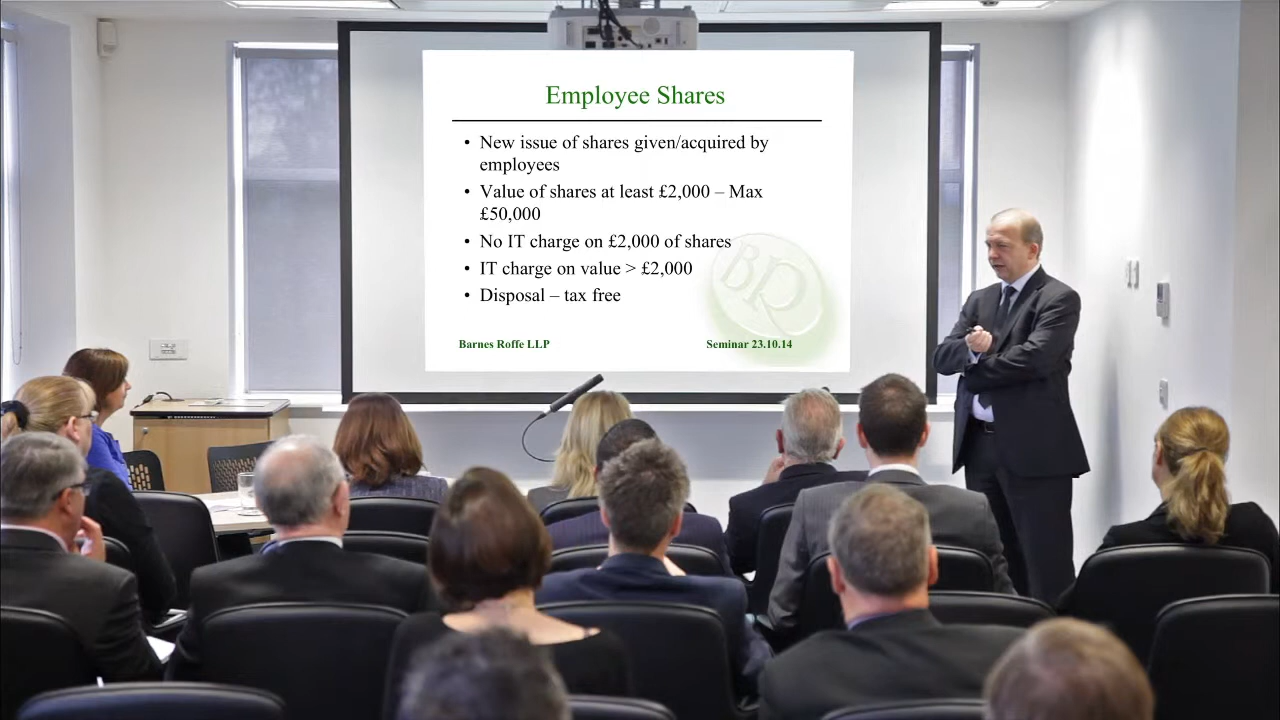 Employee Shares
• New issue of shares given/acquired by
employees
• Value of shares at least £2,000 – Max
£50,000
• No IT charge on £2,000 of shares
• IT charge on value > £2,000
• Disposal – tax free
BR
Barnes Roffe LLP Seminar 23.10.14